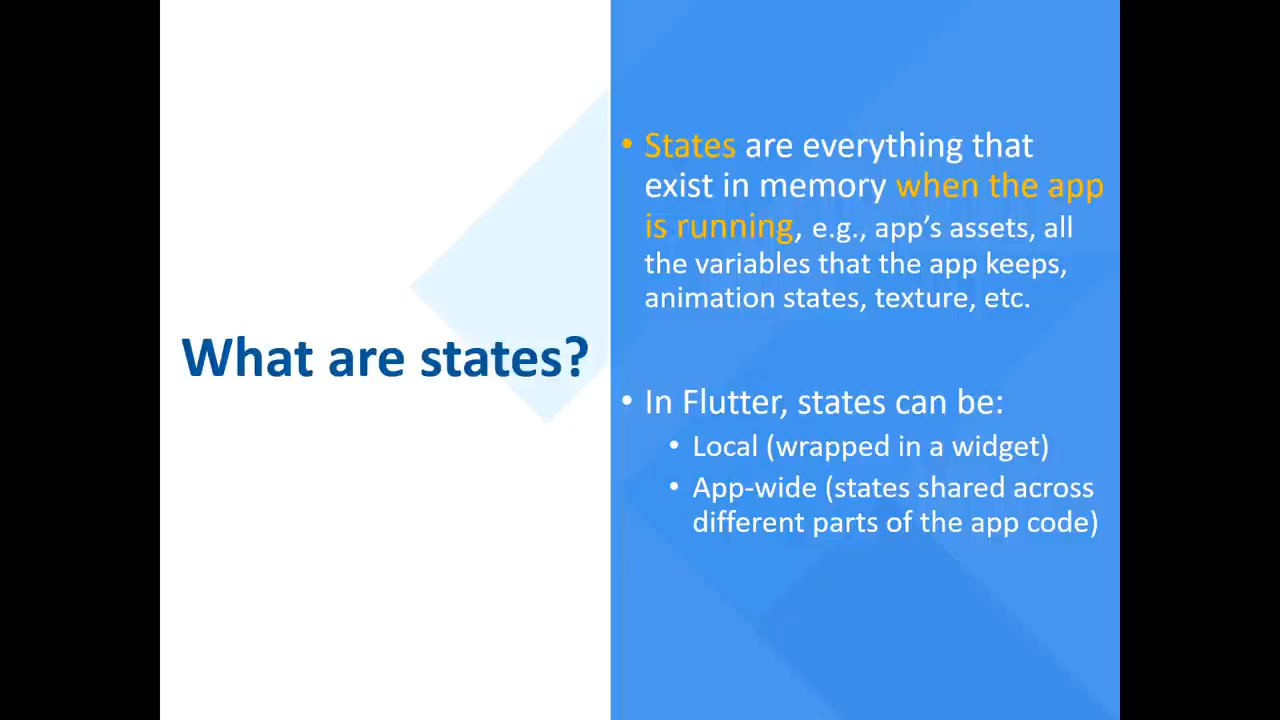 What are states?
• States are everything that
exist in memory when the app
is running, e.g., app’s assets, all
the variables that the app keeps,
animation states, texture, etc.
• In Flutter, states can be:
• Local (wrapped in a widget)
• App-wide (states shared across
different parts of the app code)